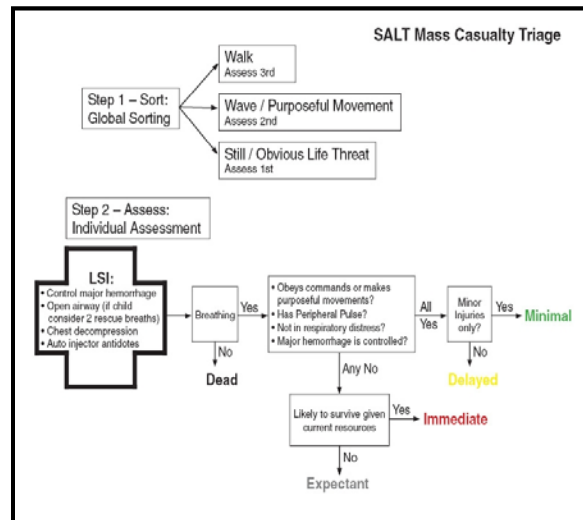 SALT Mass Casualty Triage
Step 1 – Sort:
Global Sorting
Walk
Assess 3rd
Wave / Purposeful Movement
Assess 2nd
Still / Obvious Life Threat
Assess 1st
Step 2 – Assess:
Individual Assessment
LSI:
• Control major hemorrhage
• Open airway (if child
consider 2 rescue breaths)
• Chest decompression
• Auto injector antidotes
Breathing
Yes
No
Dead
• Obeys commands or makes
purposeful movements?
• Has Peripheral Pulse?
• Not in respiratory distress?
• Major hemorrhage is controlled?
All
Yes
Minor
Injuries
only?
Yes
Minimal
No
Delayed
Any No
Likely to survive given
current resources
Yes
Immediate
No
Expectant